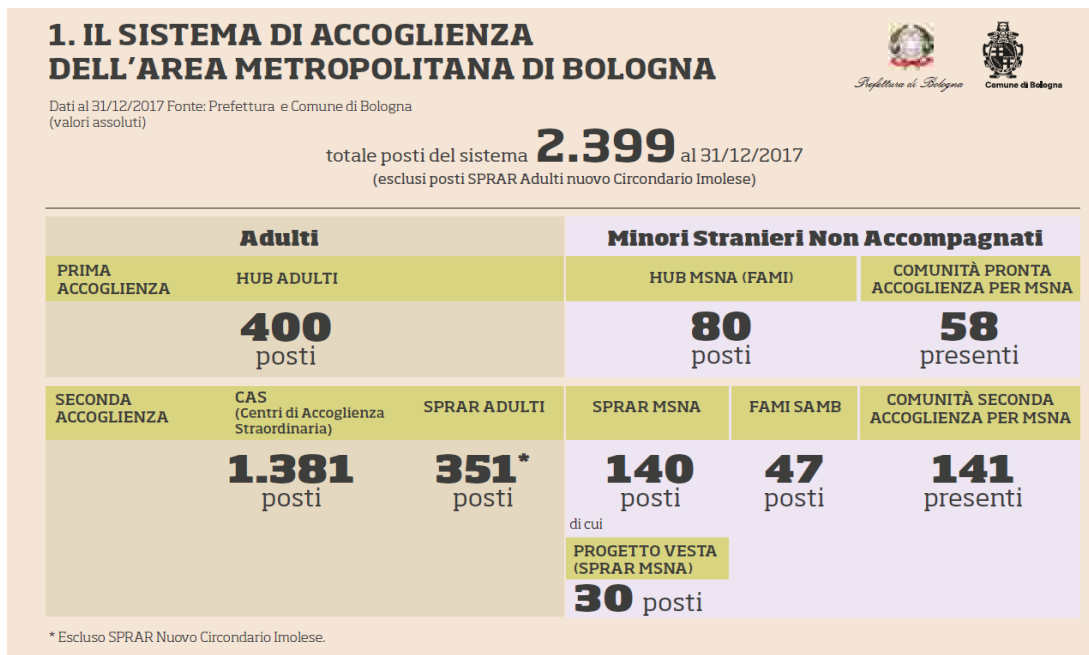 1. IL SISTEMA DI ACCOGLIENZA
DELL'AREA METROPOLITANA DI BOLOGNA
Prefettura di Bologna
Comune di Bologna
Dati al 31/12/2017 Fonte: Prefettura e Comune di Bologna
(valori assoluti)
totale posti del sistema 2.399 al 31/12/2017
(esclusi posti SPRAR Adulti nuovo Circondario Imolese)
Adulti
Minori Stranieri Non Accompagnati
PRIMA
ACCOGLIENZA
HUB ADULTI
HUB MSNA (FAMI)
COMUNITÀ PRONTA
ACCOGLIENZA PER MSNA
400
posti
80
posti
58
presenti
SECONDA
ACCOGLIENZA
CAS
(Centri di Accoglienza
Straordinaria)
SPRAR ADULTI
SPRAR MSNA
FAMI SAMB
COMUNITÀ SECONDA
ACCOGLIENZA PER MSNA
1.381
posti
351*
posti
140
posti
47
posti
141
presenti
di cui
PROGETTO VESTA
(SPRAR MSNA)
30 posti
* Escluso SPRAR Nuovo Circondario Imolese.